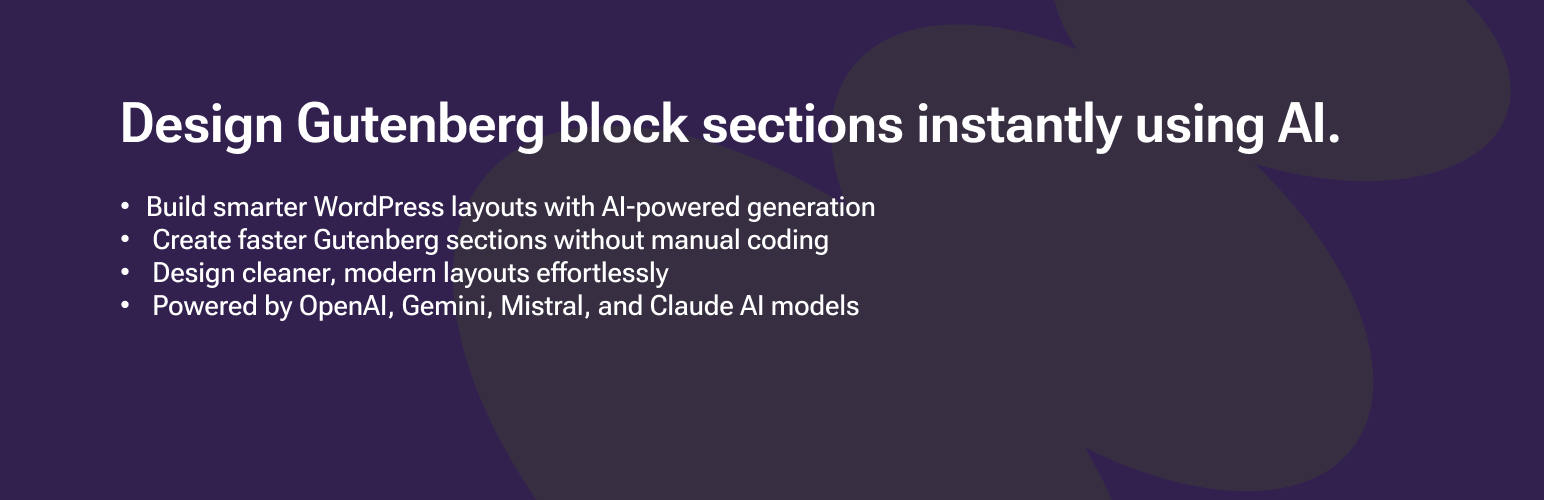 Design Gutenberg block sections instantly using AI.
• Build smarter WordPress layouts with AI-powered generation
• Create faster Gutenberg sections without manual coding
• Design cleaner, modern layouts effortlessly
• Powered by OpenAI, Gemini, Mistral, and Claude AI models